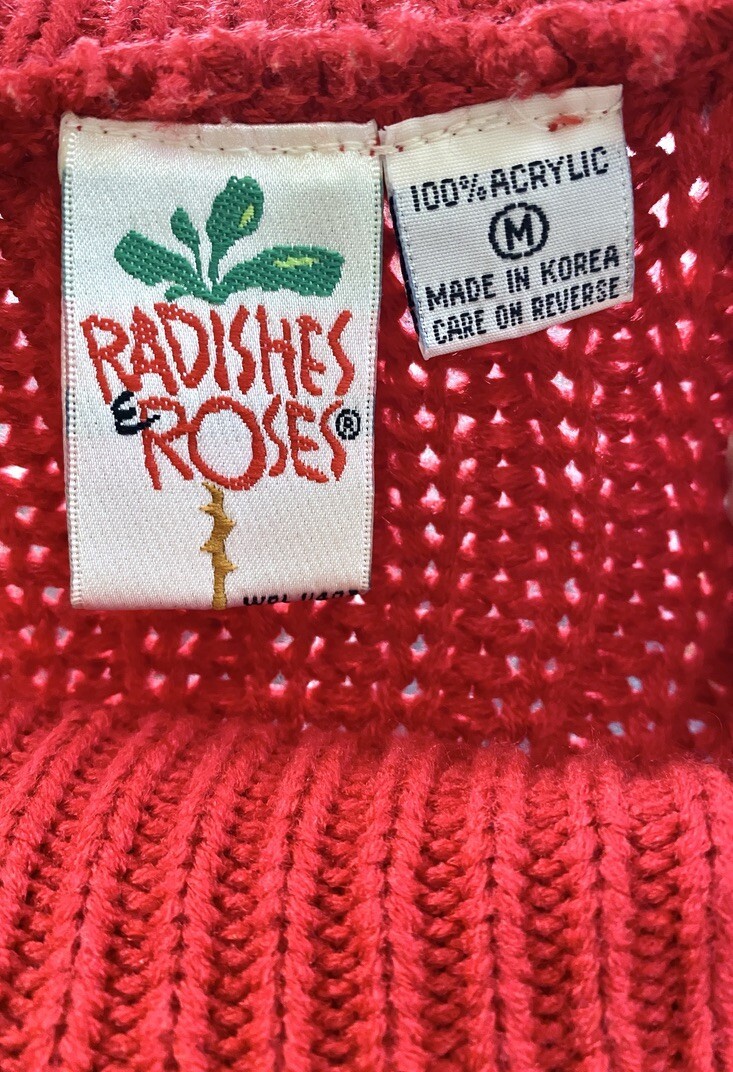 RADISHES
& ROSES®
100% ACRYLIC
M
MADE IN KOREA
CARE ON REVERSE